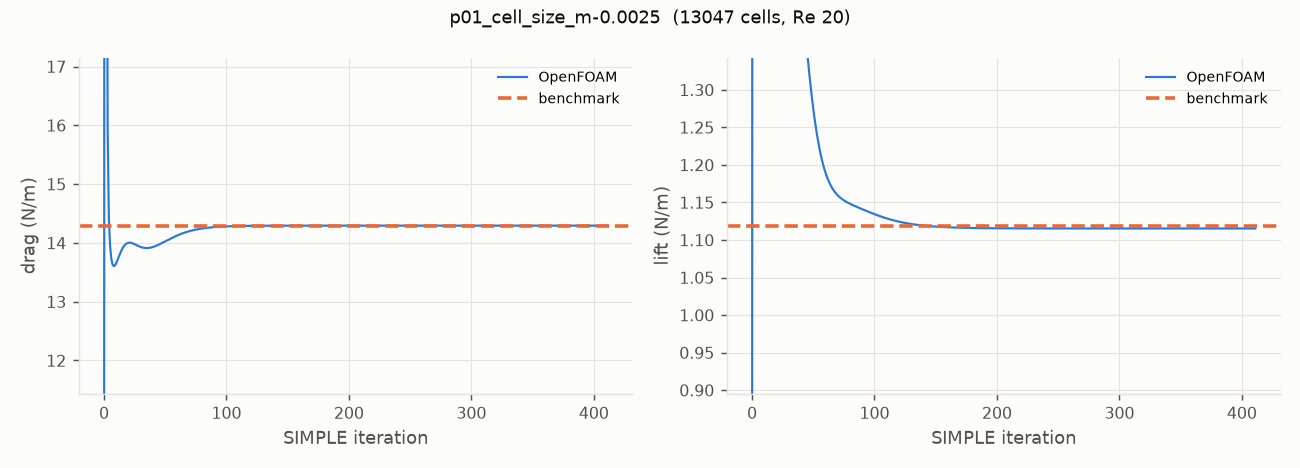 p01_cell_size_m-0.0025  (13047 cells, Re 20)
17
16
15
14
13
12
drag (N/m)
OpenFOAM
benchmark
0
100
200
300
400
SIMPLE iteration
1.30
1.25
1.20
1.15
1.10
1.05
1.00
0.95
0.90
lift (N/m)
OpenFOAM
benchmark
0
100
200
300
400
SIMPLE iteration